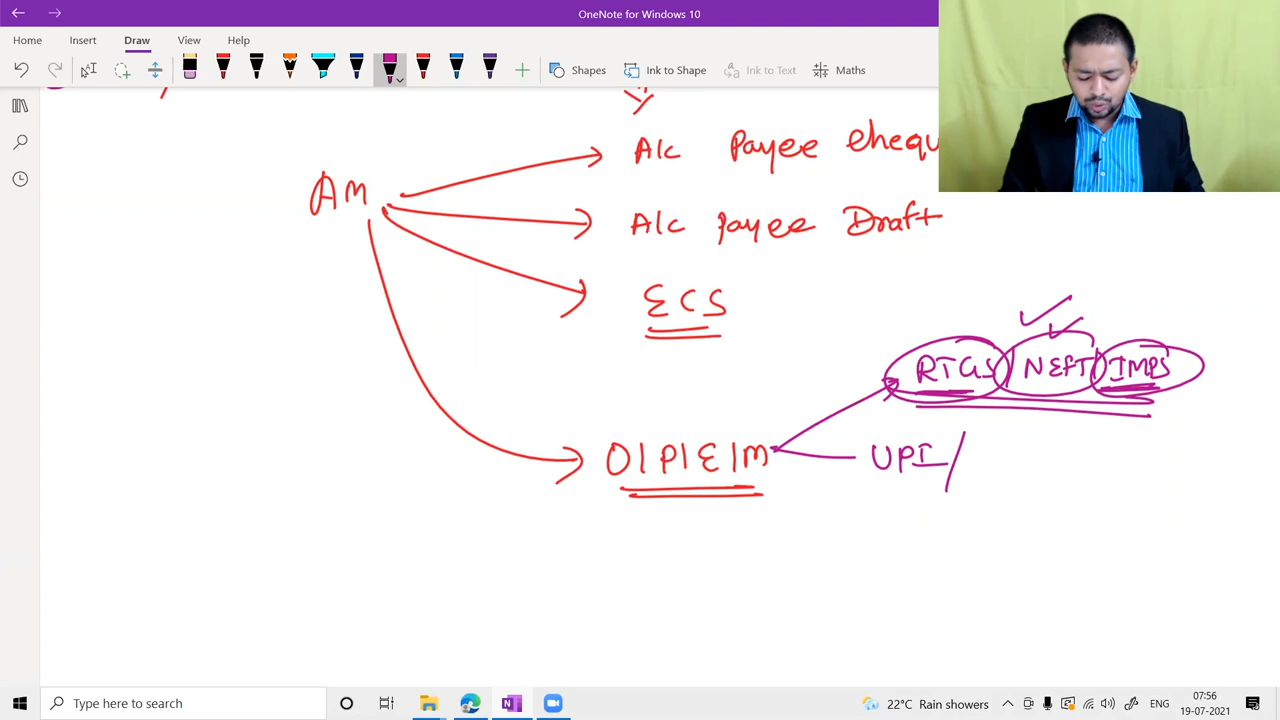 OneNote for Windows 10
Home Insert Draw View Help
Shapes Ink to Shape Ink to Text Maths
A/c Payee chequ
AM
A/c Payee Draft
ECS
RTGS / NEFT / IMPS
O|P|E|M
UPI /
Type here to search
22°C Rain showers
ENG
07:56
19-07-2021